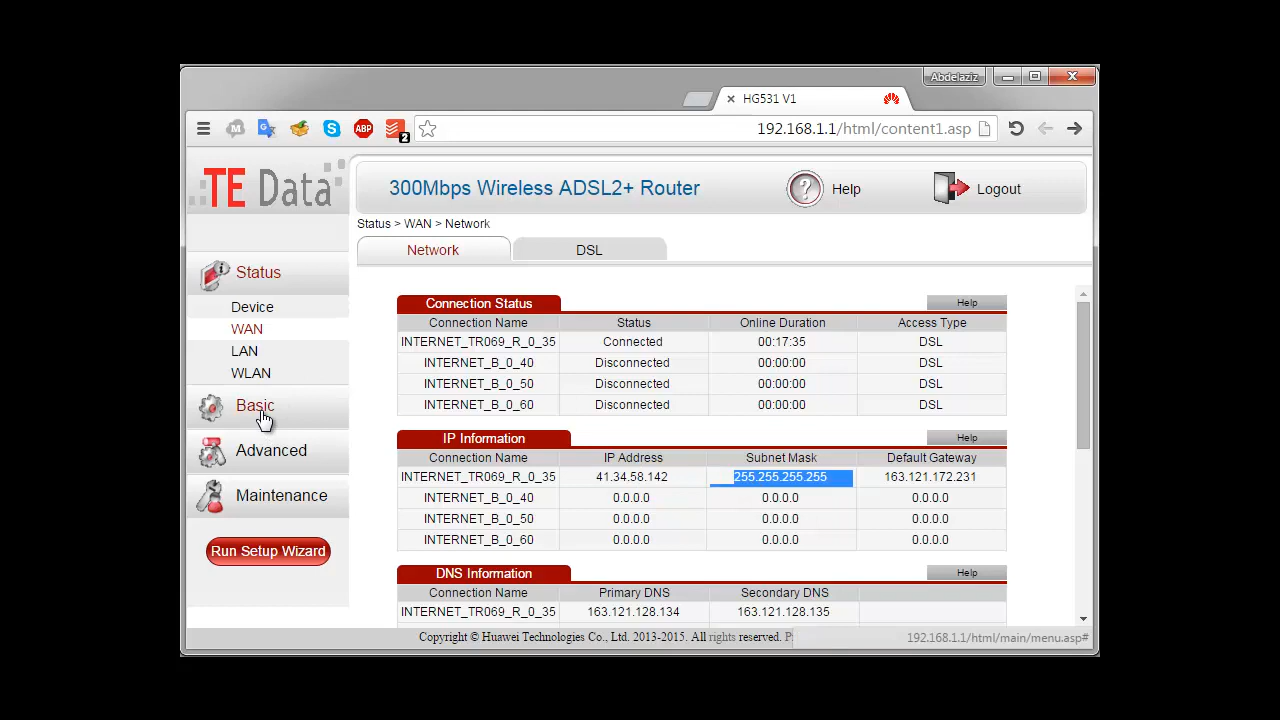 Abdelaziz
HG531 V1
2
192.168.1.1/html/content1.asp
TE Data
300Mbps Wireless ADSL2+ Router
Help
Logout
Status > WAN > Network
Network
DSL
Status
Device
WAN
LAN
WLAN
Basic
Advanced
Maintenance
Run Setup Wizard
Connection Status
Help
Connection Name Status Online Duration Access Type
INTERNET_TR069_R_0_35 Connected 00:17:35 DSL
INTERNET_B_0_40 Disconnected 00:00:00 DSL
INTERNET_B_0_50 Disconnected 00:00:00 DSL
INTERNET_B_0_60 Disconnected 00:00:00 DSL
IP Information
Help
Connection Name IP Address Subnet Mask Default Gateway
INTERNET_TR069_R_0_35 41.34.58.142 255.255.255.255 163.121.172.231
INTERNET_B_0_40 0.0.0.0 0.0.0.0 0.0.0.0
INTERNET_B_0_50 0.0.0.0 0.0.0.0 0.0.0.0
INTERNET_B_0_60 0.0.0.0 0.0.0.0 0.0.0.0
DNS Information
Help
Connection Name Primary DNS Secondary DNS
INTERNET_TR069_R_0_35 163.121.128.134 163.121.128.135
Copyright © Huawei Technologies Co., Ltd. 2013-2015. All rights reserved.
192.168.1.1/html/main/menu.asp#
M
ABP